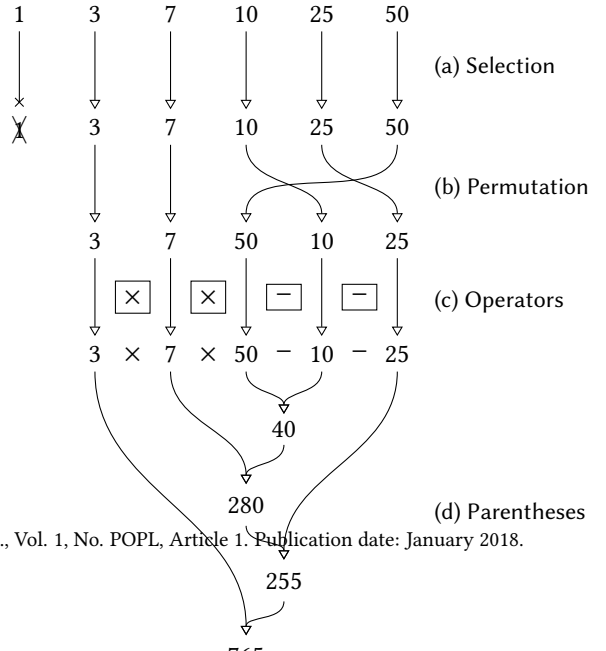 1 3 7 10 25 50
(a) Selection
1 3 7 10 25 50
(b) Permutation
3 7 50 10 25
× × − −
(c) Operators
3 × 7 × 50 − 10 − 25
40
280
(d) Parentheses
., Vol. 1, No. POPL, Article 1. Publication date: January 2018.
255